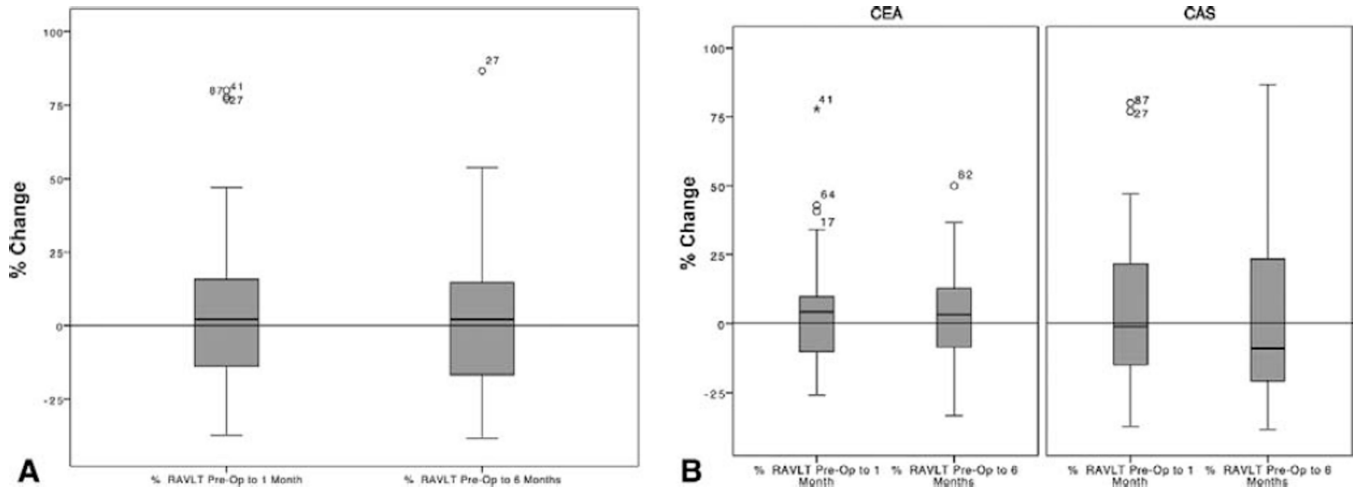 100
75
50
25
0
-25
% Change
87
41
27
27
% RAVLT Pre-Op to 1 Month
% RAVLT Pre-Op to 6 Months
A
CEA
CAS
100
75
50
25
0
-25
% Change
41
64
17
62
87
27
% RAVLT Pre-Op to 1
Month
% RAVLT Pre-Op to 6
Months
% RAVLT Pre-Op to 1
Month
% RAVLT Pre-Op to 6
Months
B